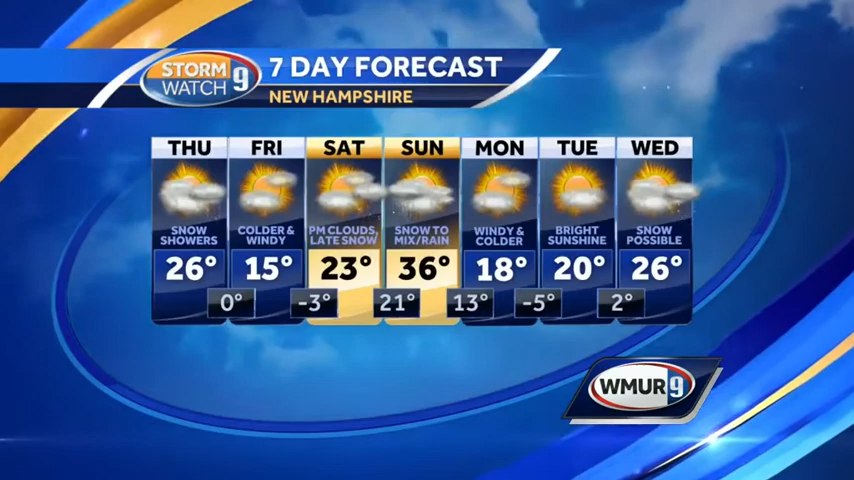 STORM
WATCH 9
7 DAY FORECAST
NEW HAMPSHIRE
THU FRI SAT SUN MON TUE WED
SNOW SHOWERS
COLDER & WINDY
PM CLOUDS, LATE SNOW
SNOW TO MIX/RAIN
WINDY & COLDER
BRIGHT SUNSHINE
SNOW POSSIBLE
26° 15° 23° 36° 18° 20° 26°
0° -3° 21° 13° -5° 2°
WMUR 9